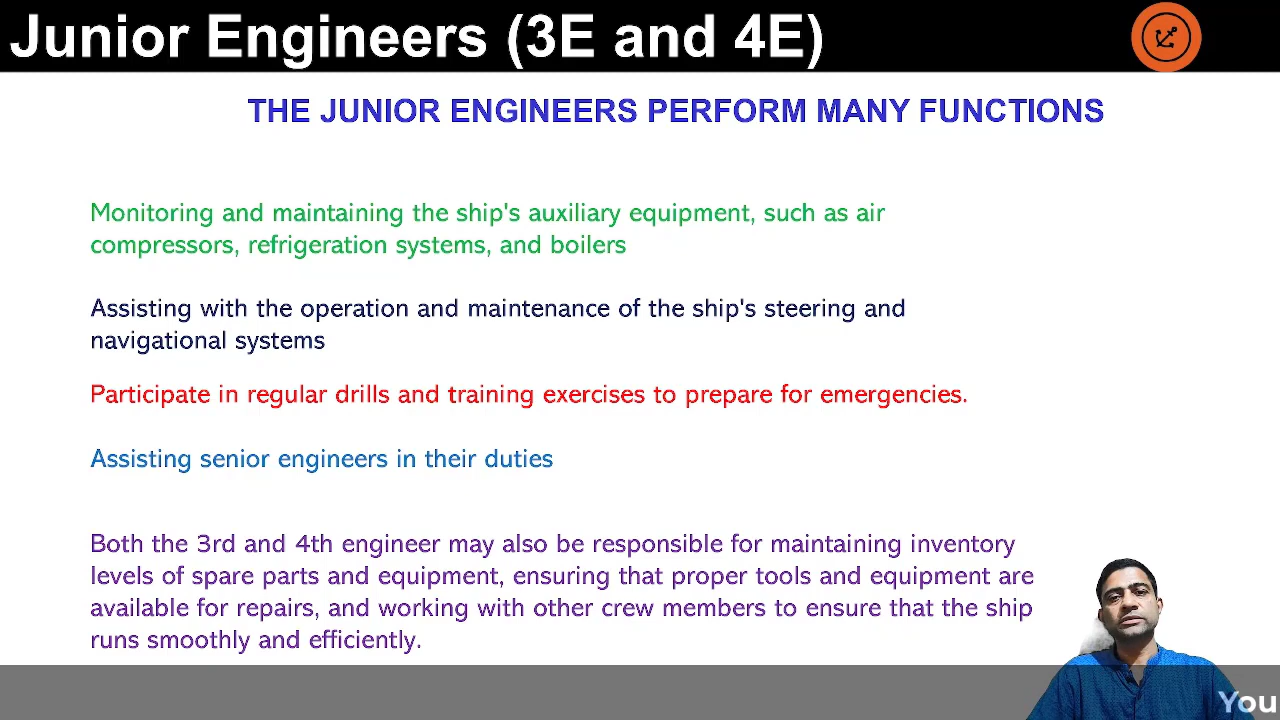 Junior Engineers (3E and 4E)
THE JUNIOR ENGINEERS PERFORM MANY FUNCTIONS
Monitoring and maintaining the ship's auxiliary equipment, such as air
compressors, refrigeration systems, and boilers
Assisting with the operation and maintenance of the ship's steering and
navigational systems
Participate in regular drills and training exercises to prepare for emergencies.
Assisting senior engineers in their duties
Both the 3rd and 4th engineer may also be responsible for maintaining inventory
levels of spare parts and equipment, ensuring that proper tools and equipment are
available for repairs, and working with other crew members to ensure that the ship
runs smoothly and efficiently.
You